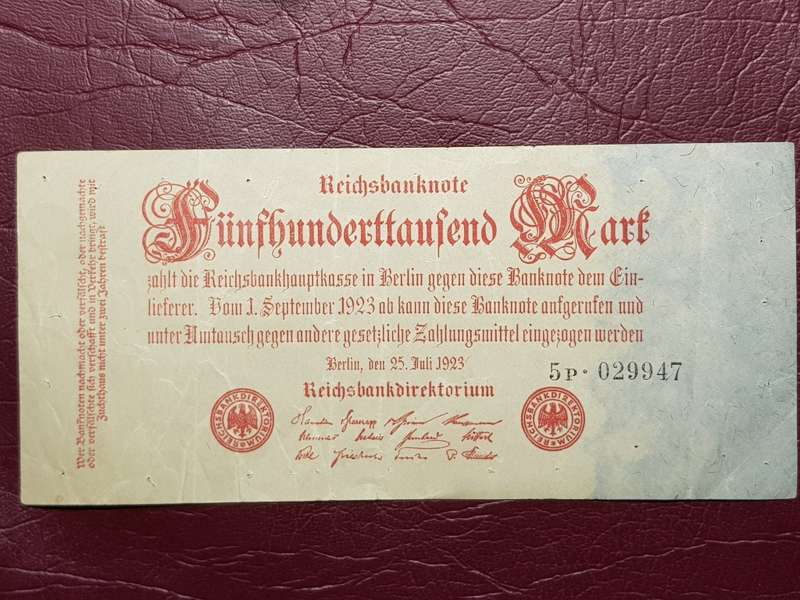 Reichsbanknote
Fünfhunderttausend Mark
zahlt die Reichsbankhauptkasse in Berlin gegen diese Banknote dem Ein-
lieferer. Vom 1. September 1923 ab kann diese Banknote aufgerufen und
unter Umtausch gegen andere gesetzliche Zahlungsmittel eingezogen werden
Berlin, den 25. Juli 1923
5P· 029947
Reichsbankdirektorium
REICHSBANKDIREKTORIUM
REICHSBANKDIREKTORIUM
Wer Banknoten nachmacht oder verfälscht, oder nachgemachte
oder verfälschte sich verschafft und in Verkehr bringt, wird mit
Zuchthaus nicht unter zwei Jahren bestraft